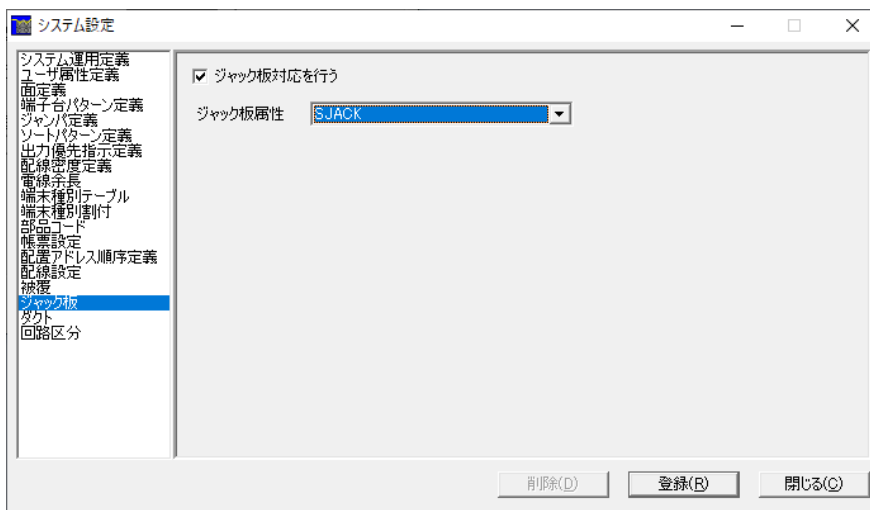 システム設定
システム運用定義
ユーザ属性定義
面定義
端子台パターン定義
ジャンパ定義
ソートパターン定義
出力優先指示定義
配線密度定義
電線余長
端末種別テーブル
端末種別割付
部品コード
帳票設定
配置アドレス順序定義
配線設定
被覆
ジャック板
ダクト
回路区分
ジャック板対応を行う
ジャック板属性 SJACK
削除(D) 登録(R) 閉じる(C)